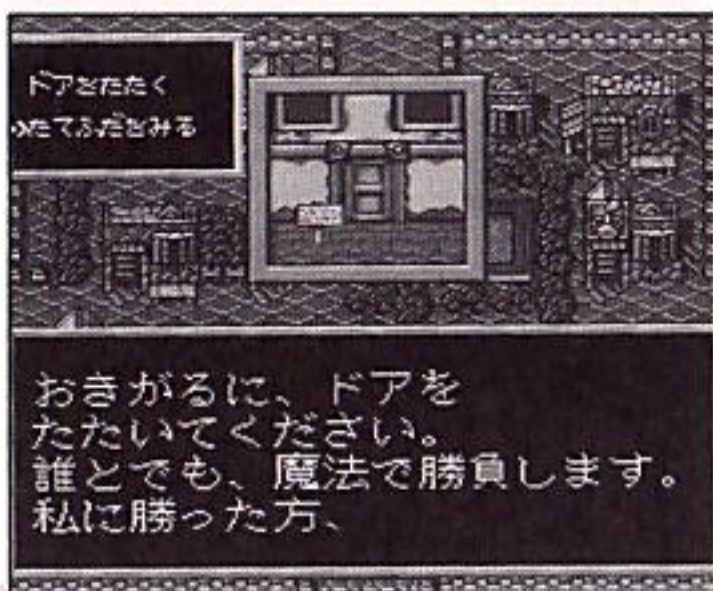 ドアをたたく
たてふだをみる
おきがるに、ドアを
たたいてください。
誰とでも、魔法で勝負します。
私に勝った方、